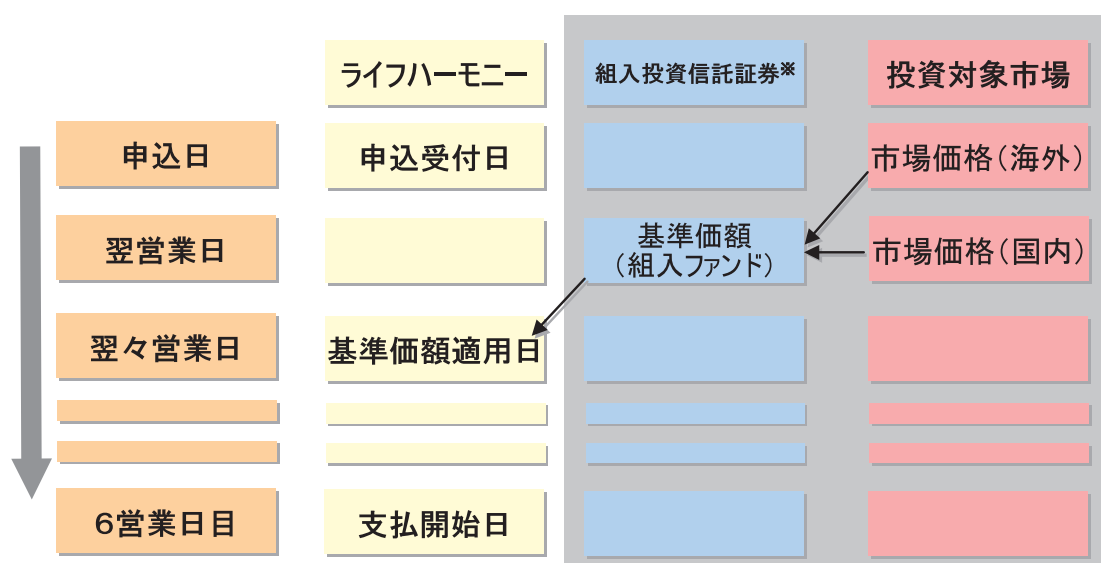 ライフハーモニー
組入投資信託証券※
投資対象市場
申込日
申込受付日
市場価格（海外）
翌営業日
基準価額
（組入ファンド）
市場価格（国内）
翌々営業日
基準価額適用日
６営業日目
支払開始日